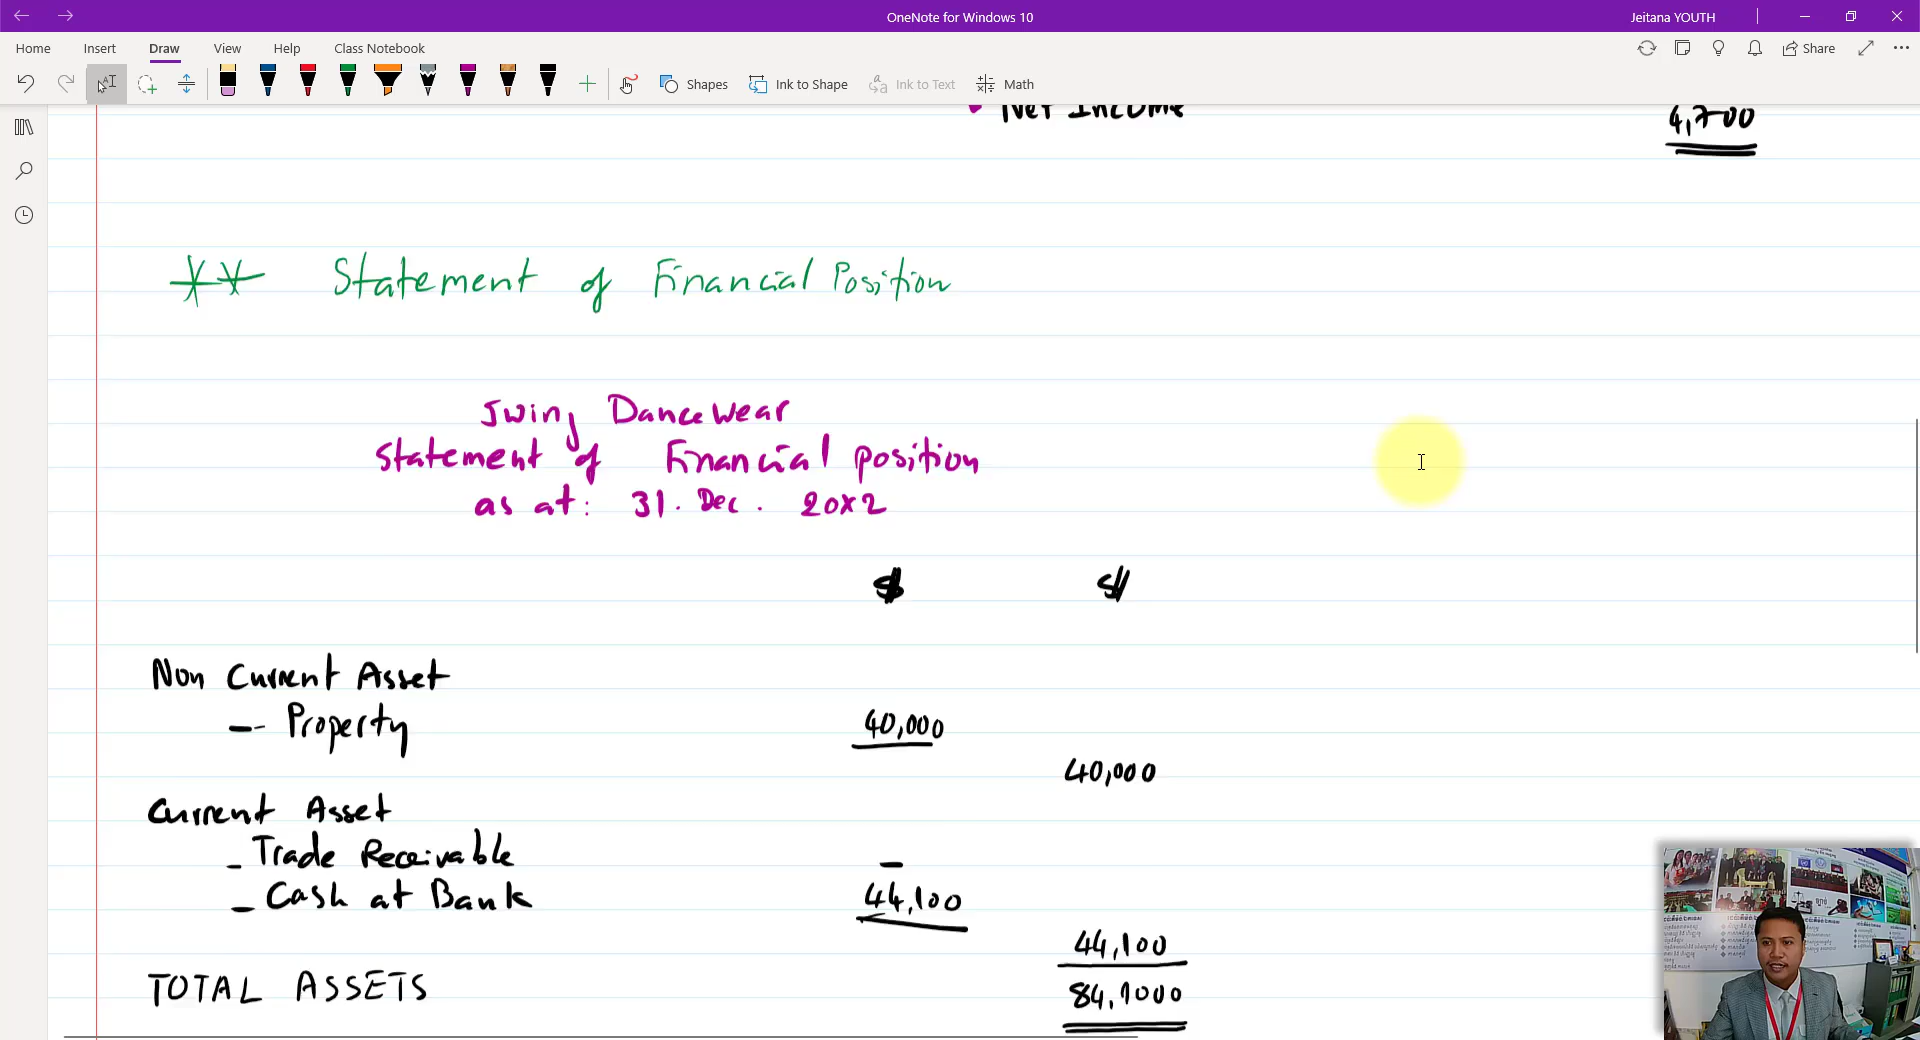 OneNote for Windows 10
Jeitana YOUTH
Home Insert Draw View Help Class Notebook
Share
Shapes Ink to Shape Ink to Text Math
Net Income 4,700
Statement of Financial Position
Swing DanceWear
Statement of Financial position
as at: 31. Dec. 20x2
$ $
Non Current Asset
-- Property 40,000
40,000
Current Asset
- Trade Receivable -
- Cash at Bank 44,100
44,100
TOTAL ASSETS 84,1000